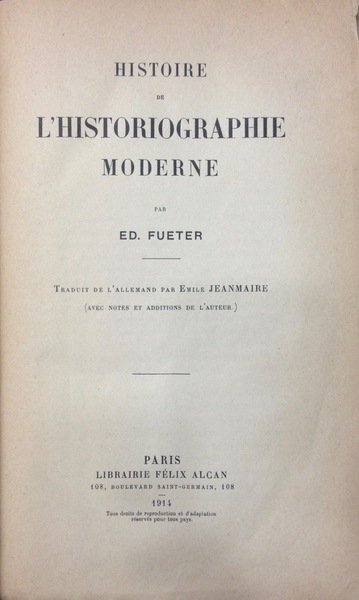 HISTOIRE
DE
L'HISTORIOGRAPHIE
MODERNE
PAR
ED. FUETER
TRADUIT DE L'ALLEMAND PAR EMILE JEANMAIRE
(AVEC NOTES ET ADDITIONS DE L'AUTEUR.)
PARIS
LIBRAIRIE FÉLIX ALCAN
108, BOULEVARD SAINT-GERMAIN, 108
1914
Tous droits de reproduction et d'adaptation
réservés pour tous pays.